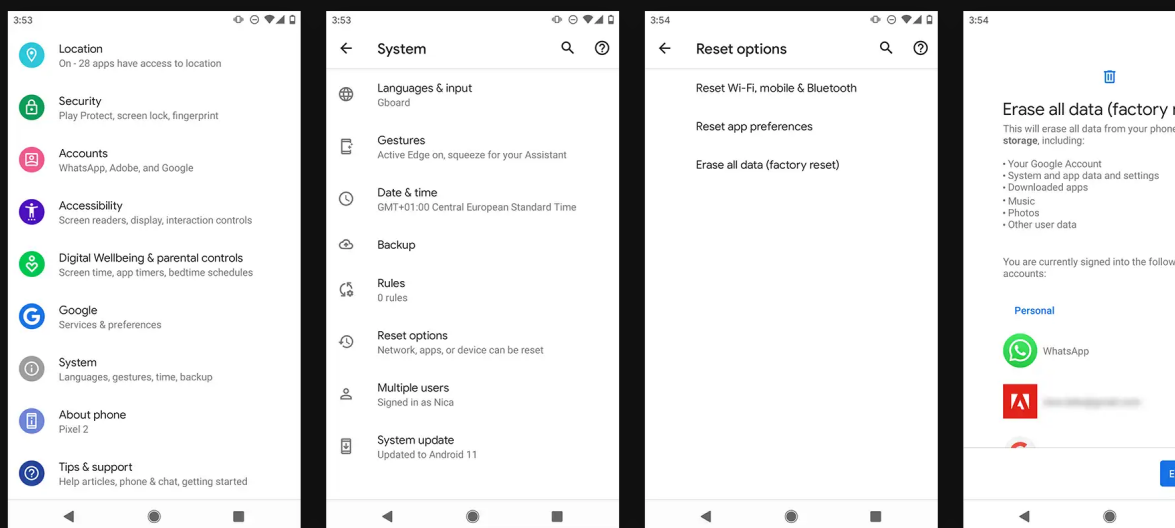 3:53
Location
On - 28 apps have access to location
Security
Play Protect, screen lock, fingerprint
Accounts
WhatsApp, Adobe, and Google
Accessibility
Screen readers, display, interaction controls
Digital Wellbeing & parental controls
Screen time, app timers, bedtime schedules
Google
Services & preferences
System
Languages, gestures, time, backup
About phone
Pixel 2
Tips & support
Help articles, phone & chat, getting started
3:53
System
Languages & input
Gboard
Gestures
Active Edge on, squeeze for your Assistant
Date & time
GMT+01:00 Central European Standard Time
Backup
Rules
0 rules
Reset options
Network, apps, or device can be reset
Multiple users
Signed in as Nica
System update
Updated to Android 11
3:54
Reset options
Reset Wi-Fi, mobile & Bluetooth
Reset app preferences
Erase all data (factory reset)
3:54
Erase all data (factory
This will erase all data from your phone
storage, including:
• Your Google Account
• System and app data and settings
• Downloaded apps
• Music
• Photos
• Other user data
You are currently signed into the follow
accounts:
Personal
WhatsApp